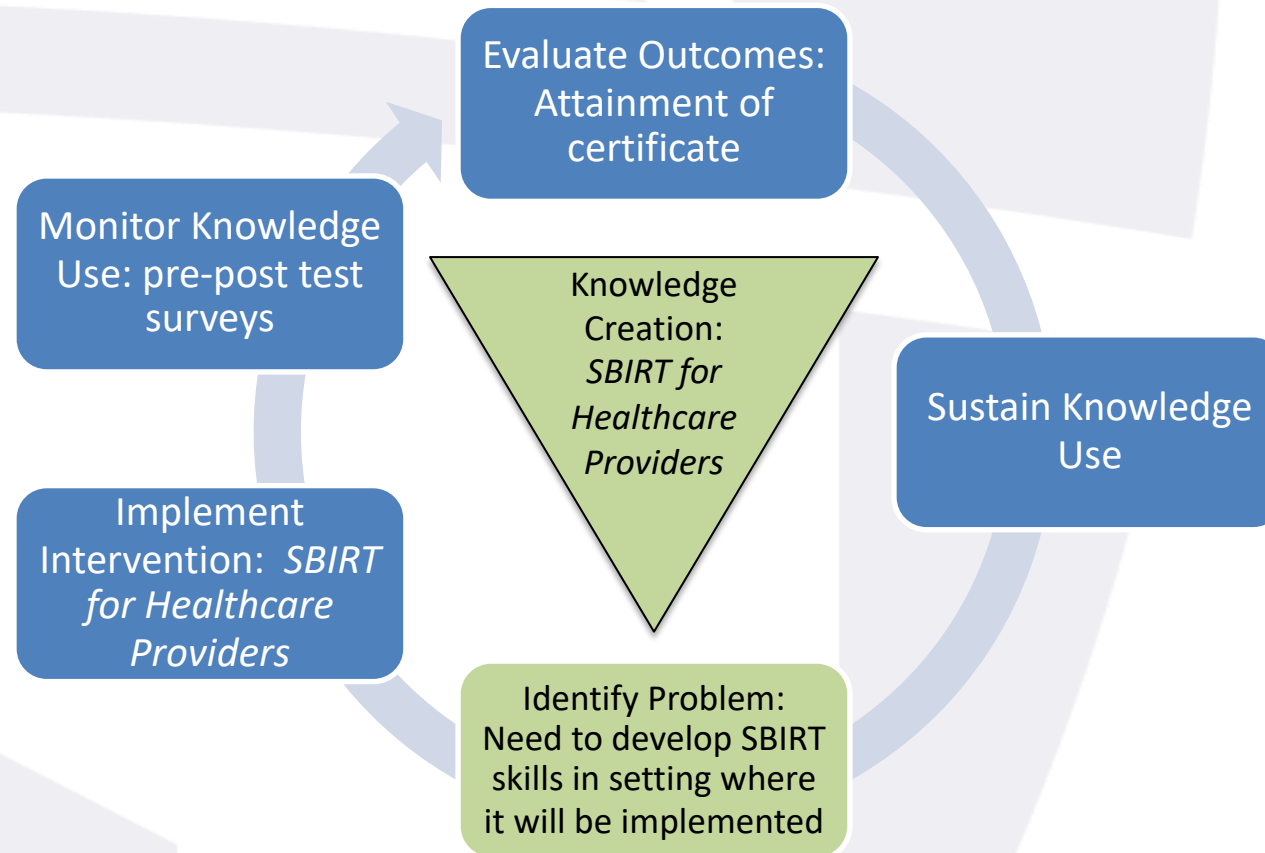 Evaluate Outcomes:
Attainment of
certificate
Monitor Knowledge
Use: pre-post test
surveys
Knowledge
Creation:
SBIRT for
Healthcare
Providers
Sustain Knowledge
Use
Implement
Intervention: SBIRT
for Healthcare
Providers
Identify Problem:
Need to develop SBIRT
skills in setting where
it will be implemented